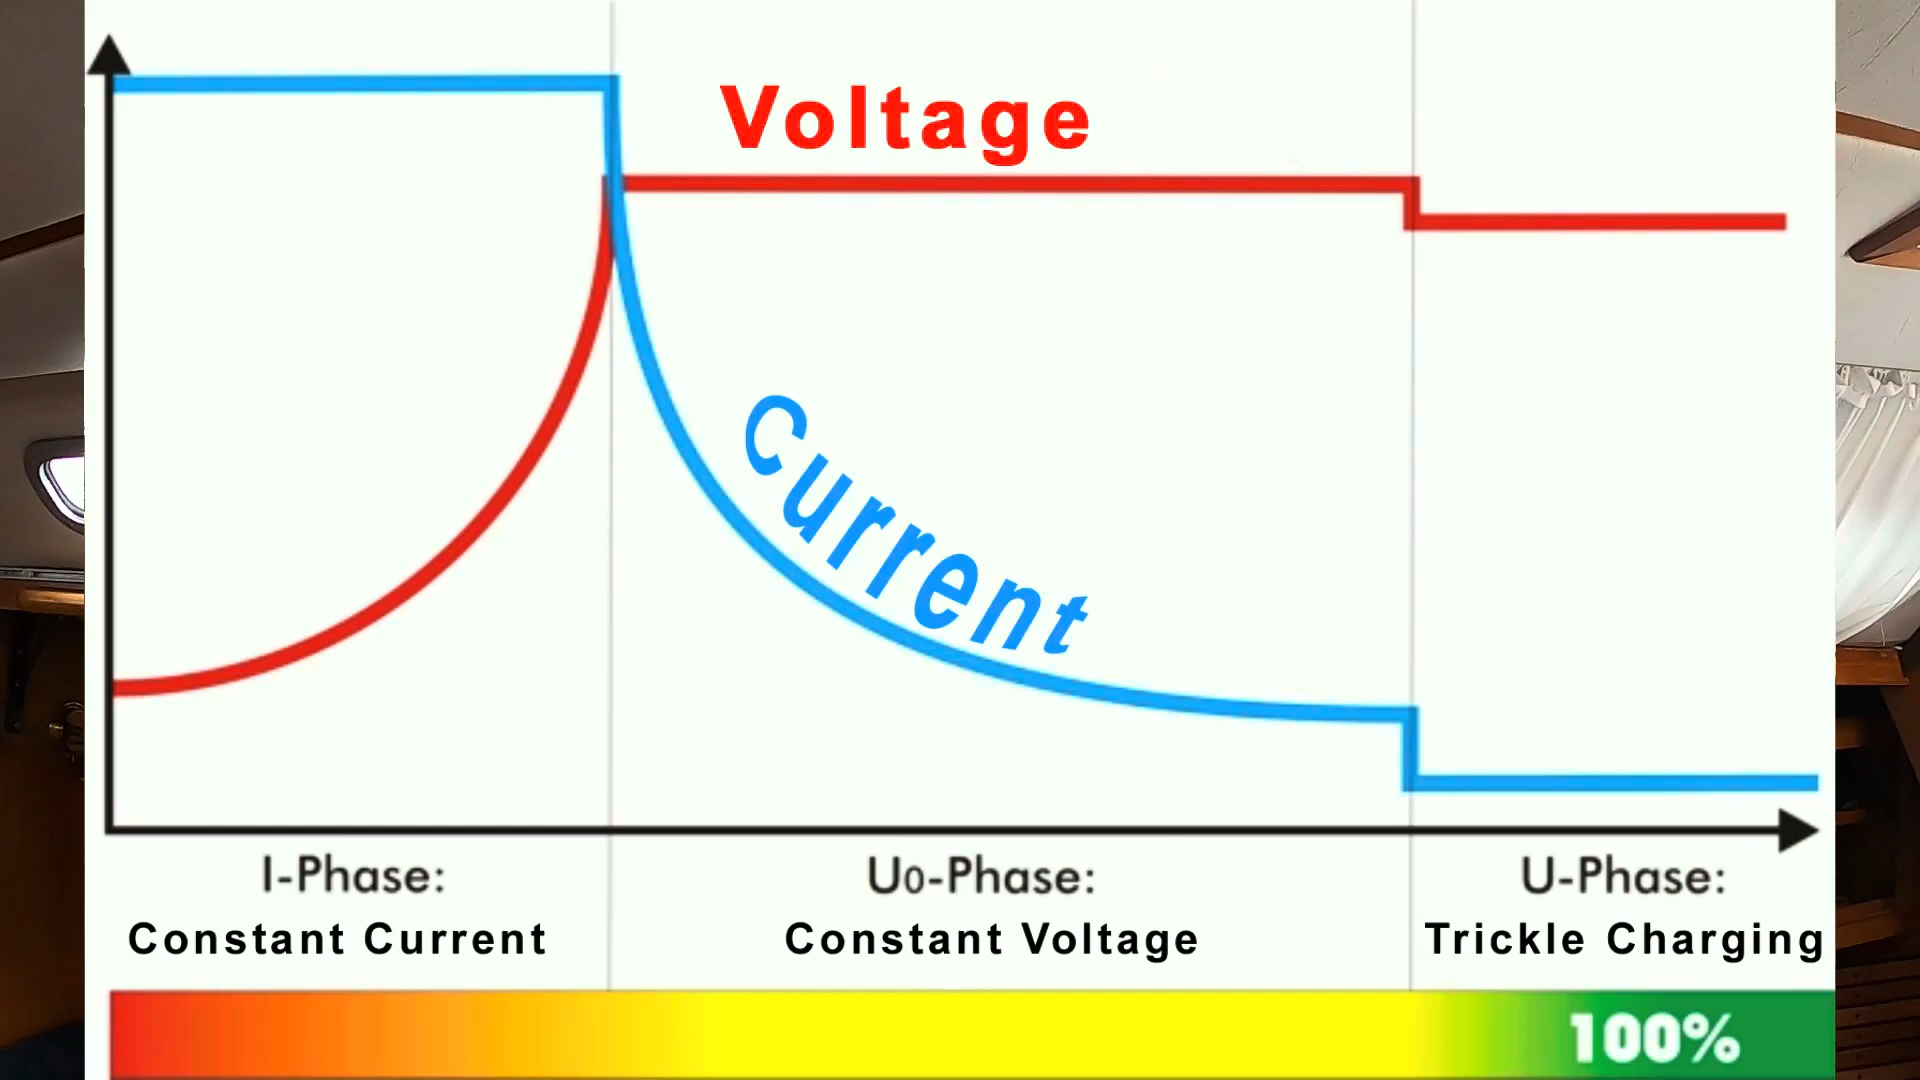 Voltage
Current
I-Phase:
Constant Current
U0-Phase:
Constant Voltage
U-Phase:
Trickle Charging
100%